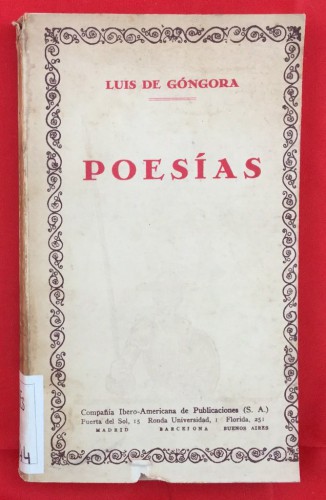 LUIS DE GÓNGORA
POESÍAS
Compañía Ibero-Americana de Publicaciones (S. A.)
Puerta del Sol, 15 Ronda Universidad, 1 Florida, 251
MADRID BARCELONA BUENOS AIRES